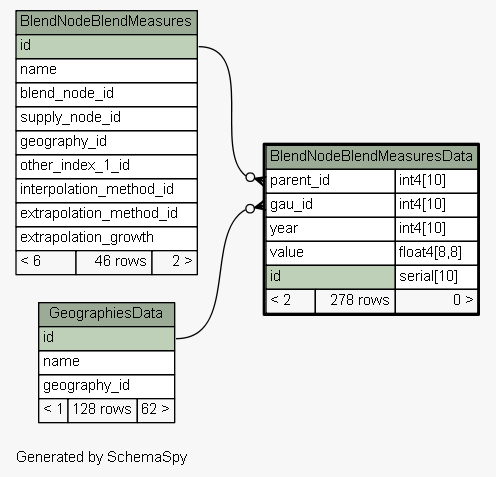 BlendNodeBlendMeasures
id
name
blend_node_id
supply_node_id
geography_id
other_index_1_id
interpolation_method_id
extrapolation_method_id
extrapolation_growth
< 6 46 rows 2 >
BlendNodeBlendMeasuresData
parent_id int4[10]
gau_id int4[10]
year int4[10]
value float4[8,8]
id serial[10]
< 2 278 rows 0 >
GeographiesData
id
name
geography_id
< 1 128 rows 62 >
Generated by SchemaSpy